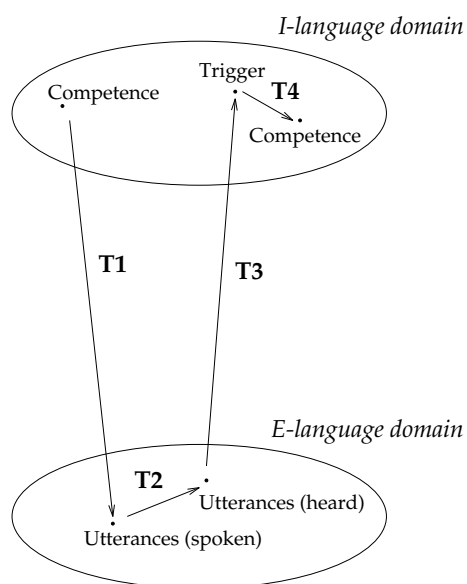 I-language domain
Trigger
Competence
T4
Competence
T1
T3
E-language domain
T2
Utterances (heard)
Utterances (spoken)